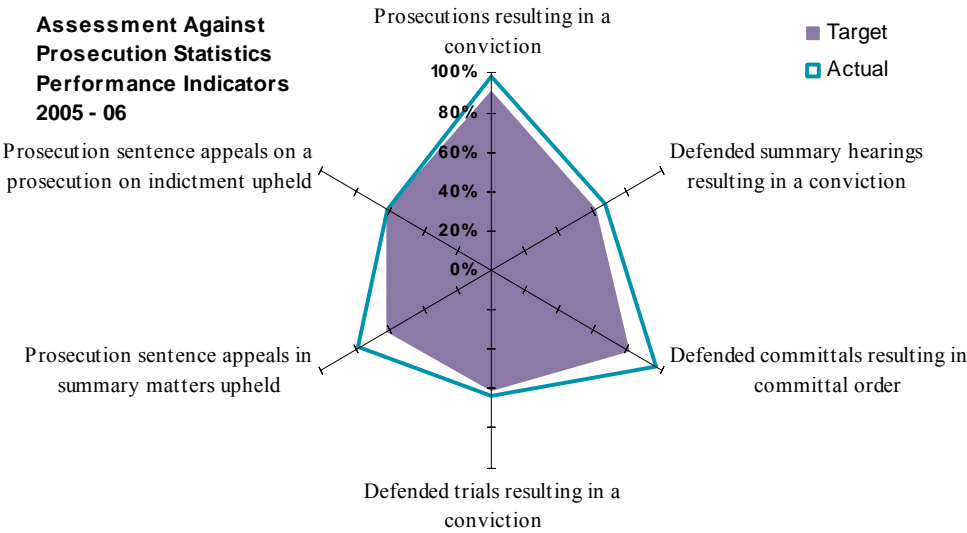 Assessment Against
Prosecution Statistics
Performance Indicators
2005 - 06
Prosecutions resulting in a
conviction
Target
Actual
100%
80%
60%
40%
20%
0%
Prosecution sentence appeals on a
prosecution on indictment upheld
Defended summary hearings
resulting in a conviction
Prosecution sentence appeals in
summary matters upheld
Defended committals resulting in
committal order
Defended trials resulting in a
conviction